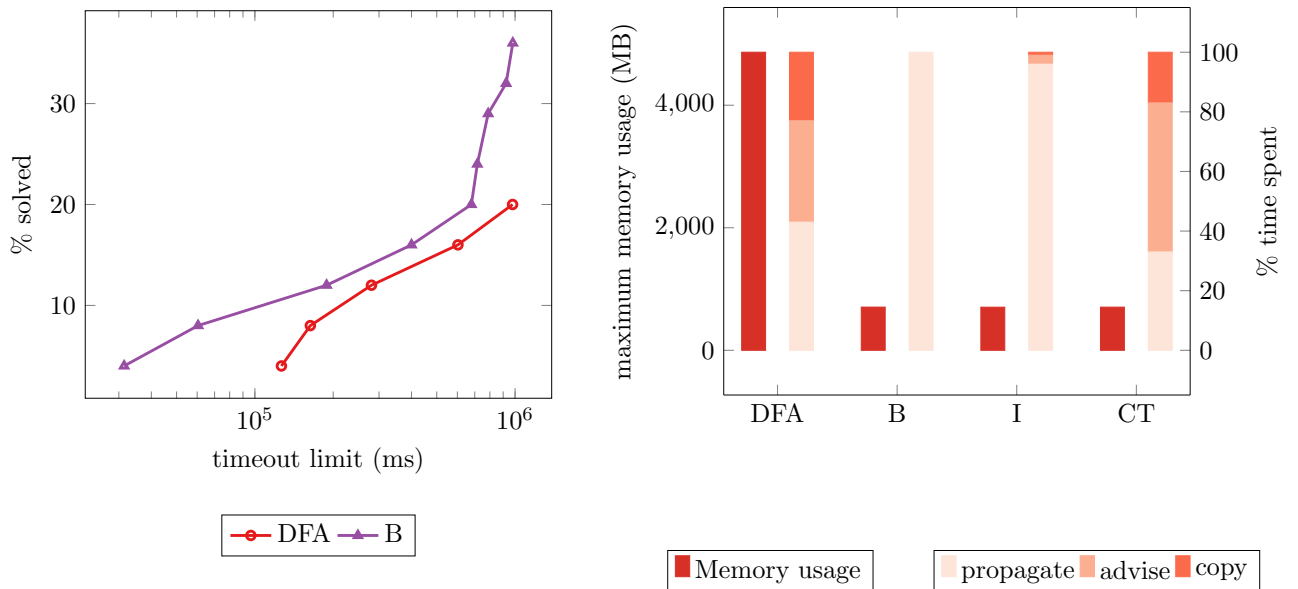 30
20
10
% solved
10^5
10^6
timeout limit (ms)
DFA
B
maximum memory usage (MB)
4,000
2,000
0
100
80
60
40
20
0
% time spent
DFA
B
I
CT
Memory usage
propagate
advise
copy